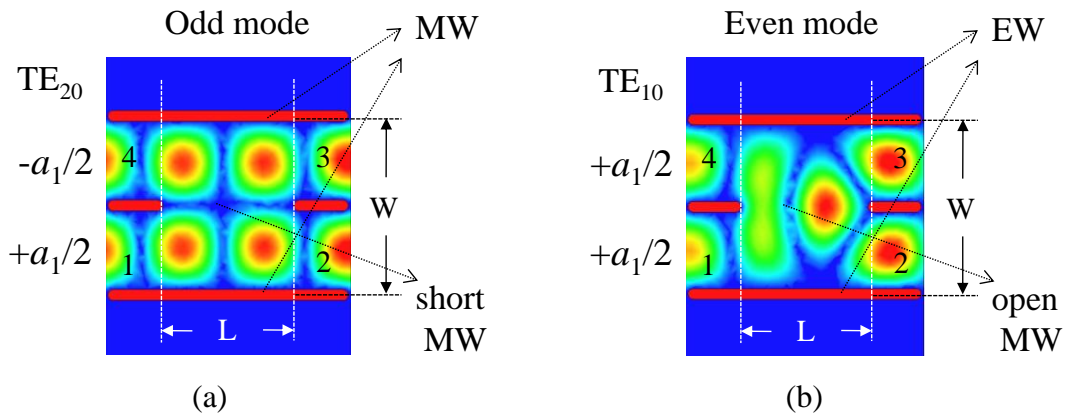 Odd mode
MW
TE20
-a1/2
4
3
W
+a1/2
1
2
short
MW
L
(a)
Even mode
EW
TE10
+a1/2
4
3
W
+a1/2
1
2
open
MW
L
(b)